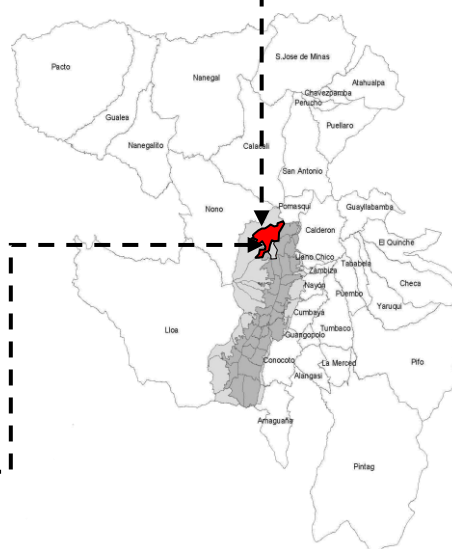 S.Jose de Minas
Pacto
Nanegal
Atahualpa
Chavezpamba
Perucho
Gualea
Puellaro
Nanegalito
Calacali
San Antonio
Nono
Pomasqui
Guayllabamba
Calderon
El Quinche
Llano Chico
Tababela
Zambiza
Checa
Nayón
Puembo
Yaruqui
Cumbaya
Lloa
Tumbaco
Guangopolo
Conocoto
La Merced
Pifo
Alangasi
Amaguaña
Pintag